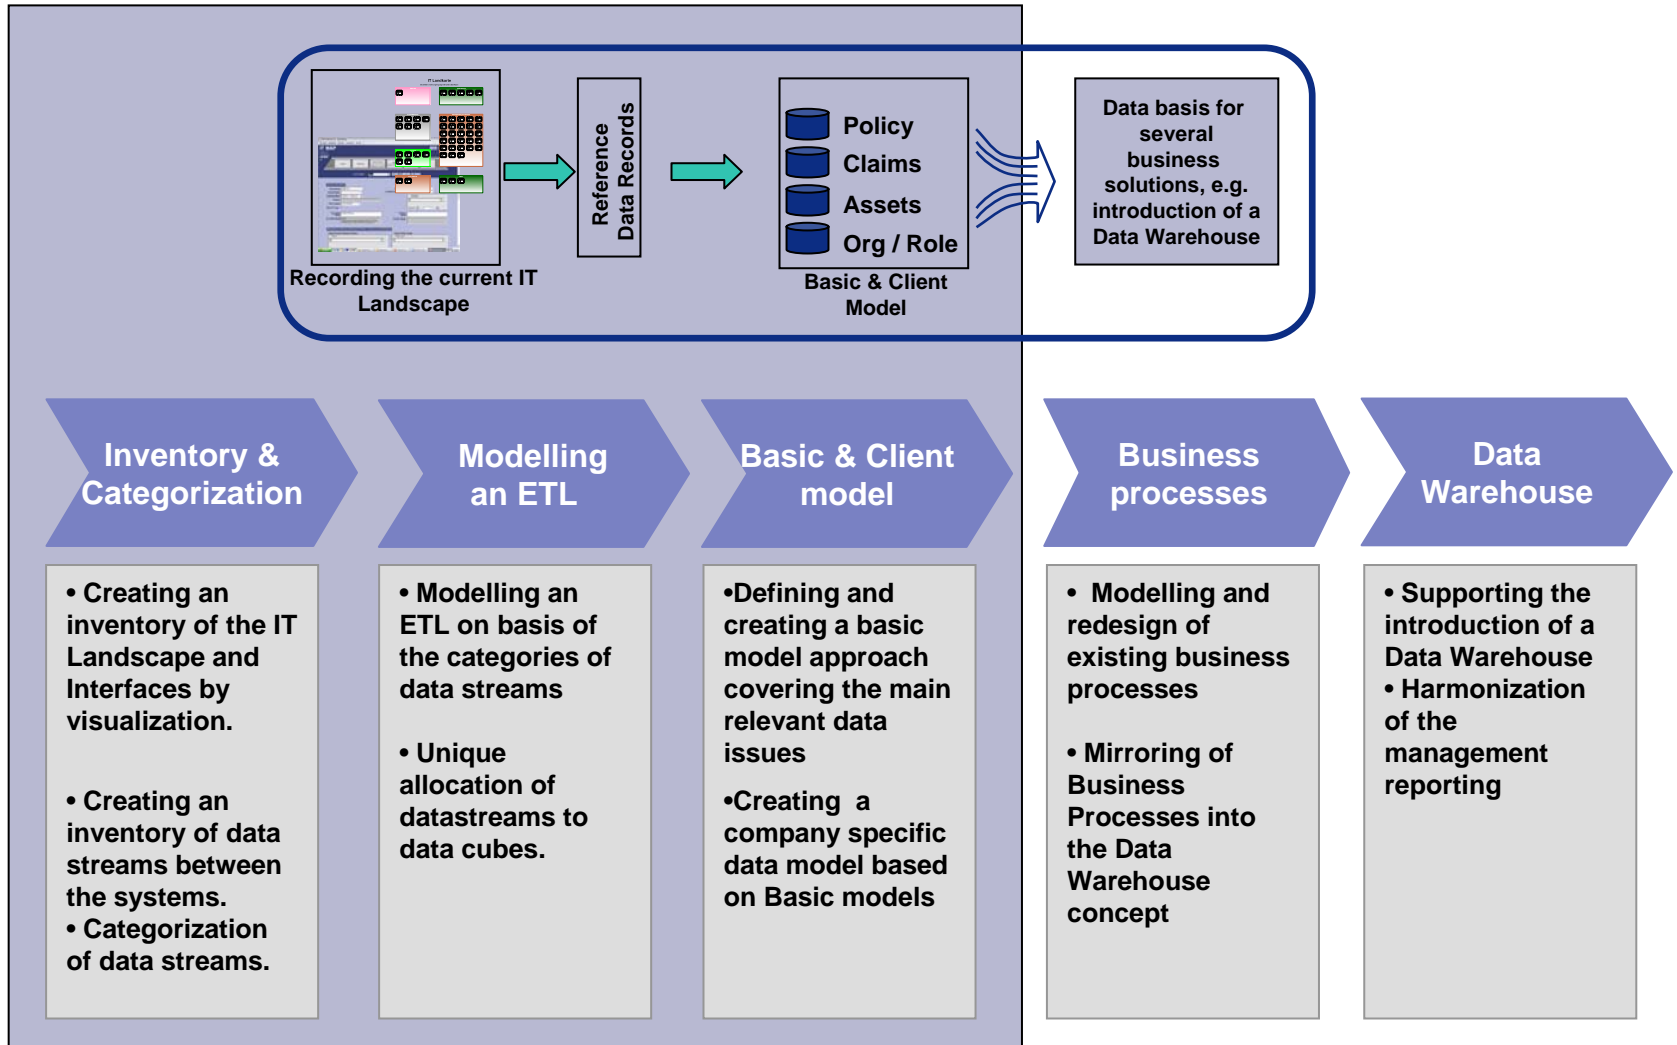 IT Landkarte
Reference
Data Records
Policy
Claims
Assets
Org / Role
Data basis for
several
business
solutions, e.g.
introduction of a
Data Warehouse
Recording the current IT
Landscape
Basic & Client
Model
Inventory &
Categorization
Modelling
an ETL
Basic & Client
model
Business
processes
Data
Warehouse
• Creating an
inventory of the IT
Landscape and
Interfaces by
visualization.
• Creating an
inventory of data
streams between
the systems.
• Categorization
of data streams.
• Modelling an
ETL on basis of
the categories of
data streams
• Unique
allocation of
datastreams to
data cubes.
•Defining and
creating a basic
model approach
covering the main
relevant data
issues
•Creating  a
company specific
data model based
on Basic models
•  Modelling and
redesign of
existing business
processes
• Mirroring of
Business
Processes into
the Data
Warehouse
concept
• Supporting the
introduction of a
Data Warehouse
• Harmonization
of the
management
reporting